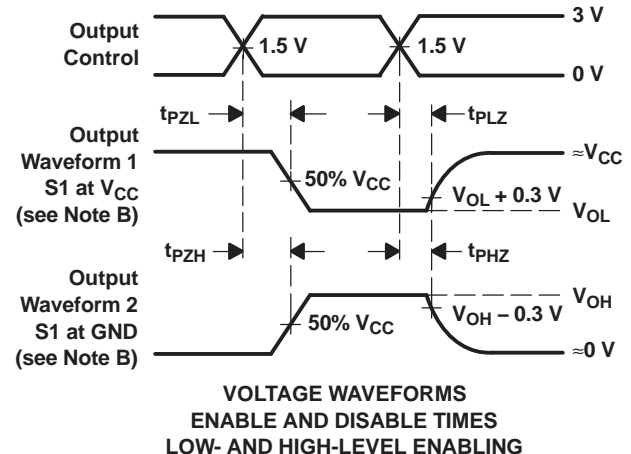 Output
Control
1.5 V
1.5 V
3 V
0 V
tPZL
tPLZ
Output
Waveform 1
S1 at VCC
(see Note B)
50% VCC
≈VCC
VOL + 0.3 V
VOL
tPZH
tPHZ
Output
Waveform 2
S1 at GND
(see Note B)
50% VCC
VOH
VOH − 0.3 V
≈0 V
VOLTAGE WAVEFORMS
ENABLE AND DISABLE TIMES
LOW- AND HIGH-LEVEL ENABLING